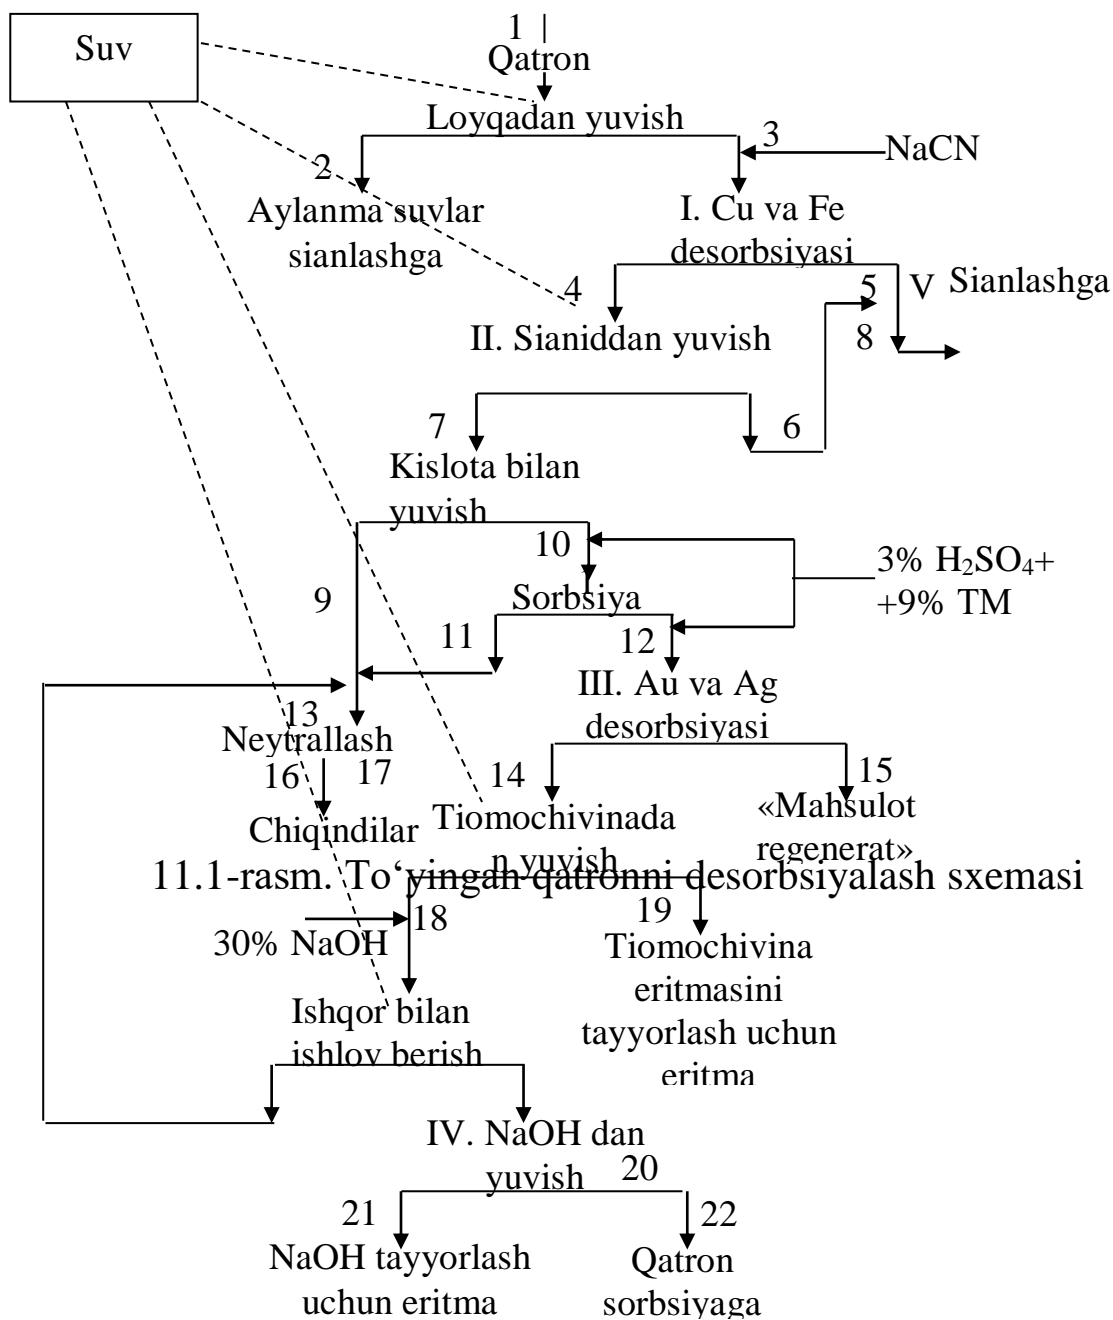 Suv
1
Qatron
Loyqadan yuvish
3
NaCN
2
Aylanma suvlar
sianlashga
I. Cu va Fe
desorbsiyasi
4
5
V
Sianlashga
8
II. Sianiddan yuvish
7
6
Kislota bilan
yuvish
10
3% H₂SO₄+
+9% TM
9
Sorbsiya
11
12
III. Au va Ag
desorbsiyasi
13
Neytrallash
16
17
14
15
Chiqindilar
Tiomochivinada
n yuvish
«Mahsulot
regenerat»
11.1-rasm. To‘yingan qatronni desorbsiyalash sxemasi
18
19
30% NaOH
Tiomochivina
eritmasini
tayyorlash uchun
eritma
Ishqor bilan
ishlov berish
IV. NaOH dan
yuvish
20
21
22
NaOH tayyorlash
uchun eritma
Qatron
sorbsiyaga